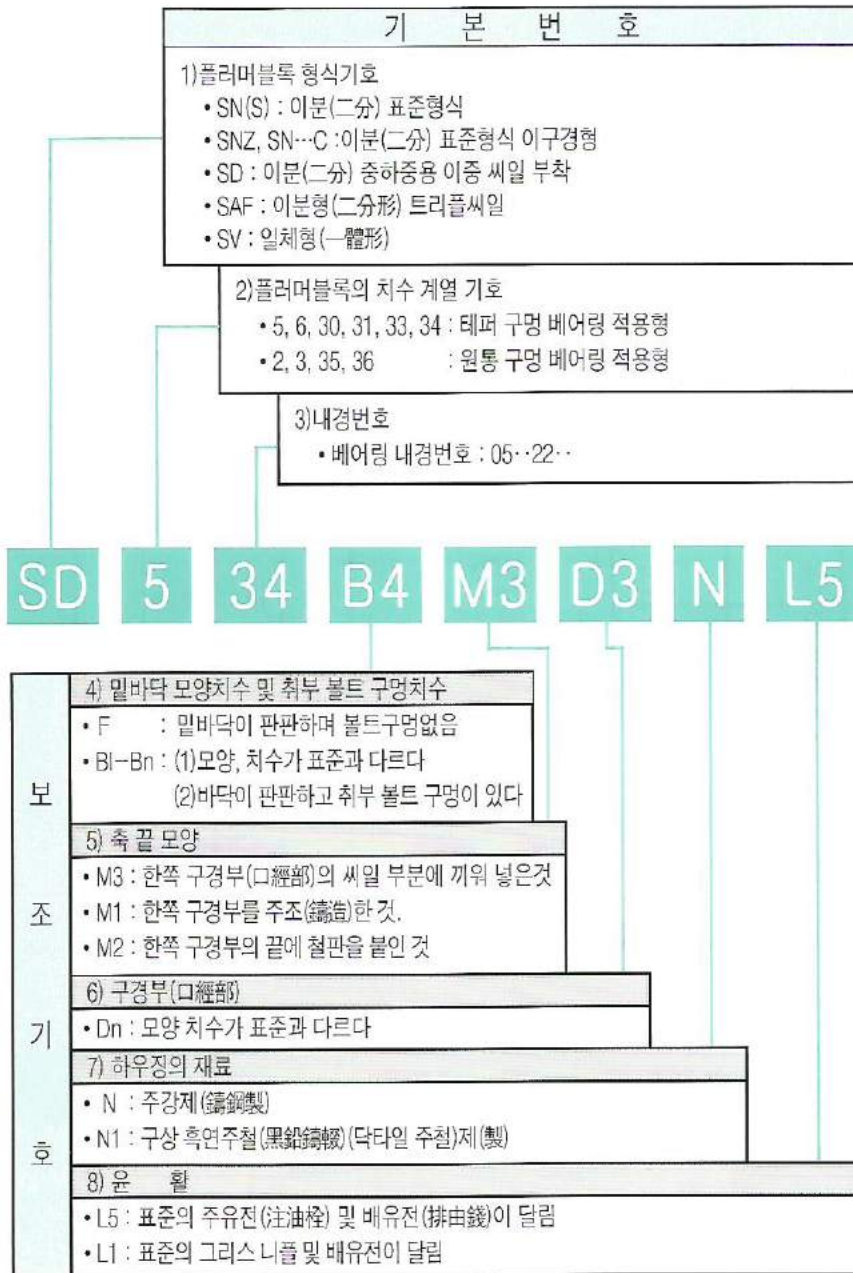 기 본 번 호
1)플러머블록 형식기호
• SN(S) : 이분(二分) 표준형식
• SNZ, SN…C :이분(二分) 표준형식 이구경형
• SD : 이분(二分) 중하중용 이중 씨일 부착
• SAF : 이분형(二分形) 트리플씨일
• SV : 일체형(一體形)
2)플러머블록의 치수 계열 기호
• 5, 6, 30, 31, 33, 34 : 테퍼 구멍 베어링 적용형
• 2, 3, 35, 36 : 원통 구멍 베어링 적용형
3)내경번호
• 베어링 내경번호 : 05··22··
SD 5 34 B4 M3 D3 N L5
보조기호
4) 밑바닥 모양치수 및 취부 볼트 구멍치수
• F : 밑바닥이 판판하며 볼트구멍없음
• Bl-Bn : (1)모양, 치수가 표준과 다르다
(2)바닥이 판판하고 취부 볼트 구멍이 있다
5) 축 끝 모양
• M3 : 한쪽 구경부(口經部)의 씨일 부분에 끼워 넣은것
• M1 : 한쪽 구경부를 주조(鑄造)한 것.
• M2 : 한쪽 구경부의 끝에 철판을 붙인 것
6) 구경부(口經部)
• Dn : 모양 치수가 표준과 다르다
7) 하우징의 재료
• N : 주강제(鑄鋼製)
• N1 : 구상 흑연주철(黑鉛鑄輟)(닥타일 주철)제(製)
8) 윤 활
• L5 : 표준의 주유전(注油栓) 및 배유전(排由錢)이 달림
• L1 : 표준의 그리스 니플 및 배유전이 달림